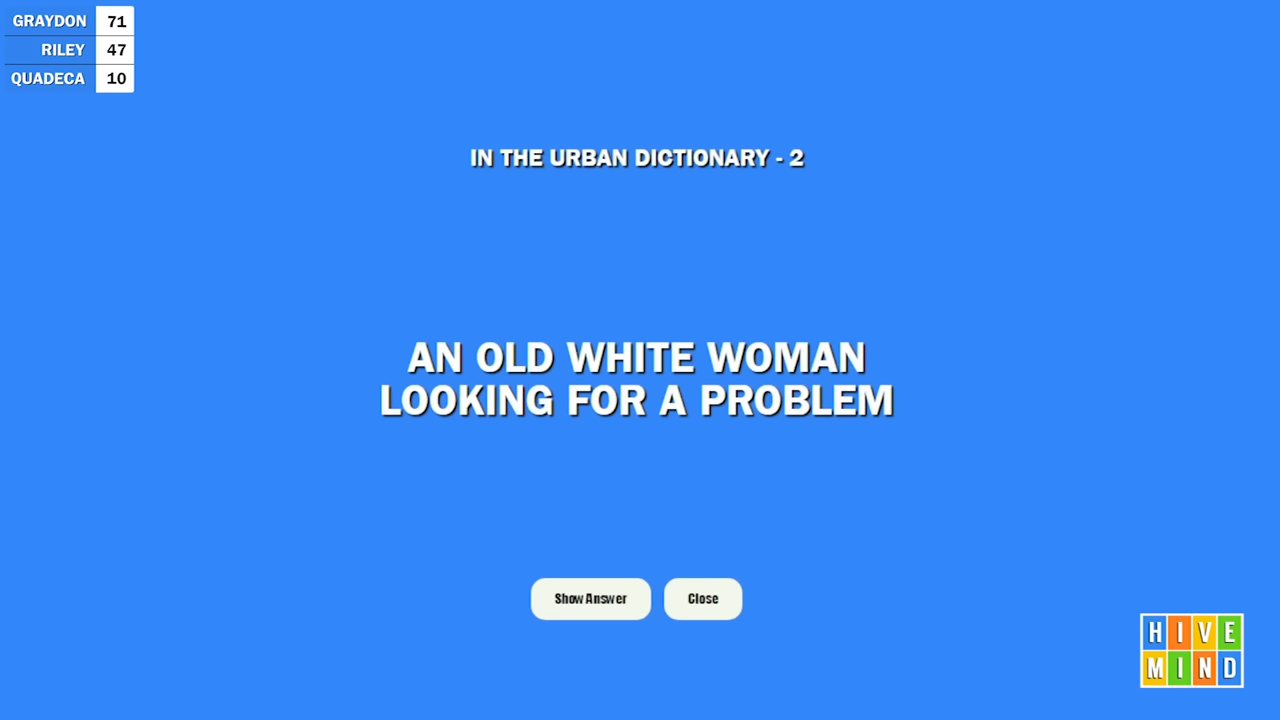 GRAYDON 71
RILEY 47
QUADECA 10
IN THE URBAN DICTIONARY - 2
AN OLD WHITE WOMAN
LOOKING FOR A PROBLEM
Show Answer Close
HIVE
MIND